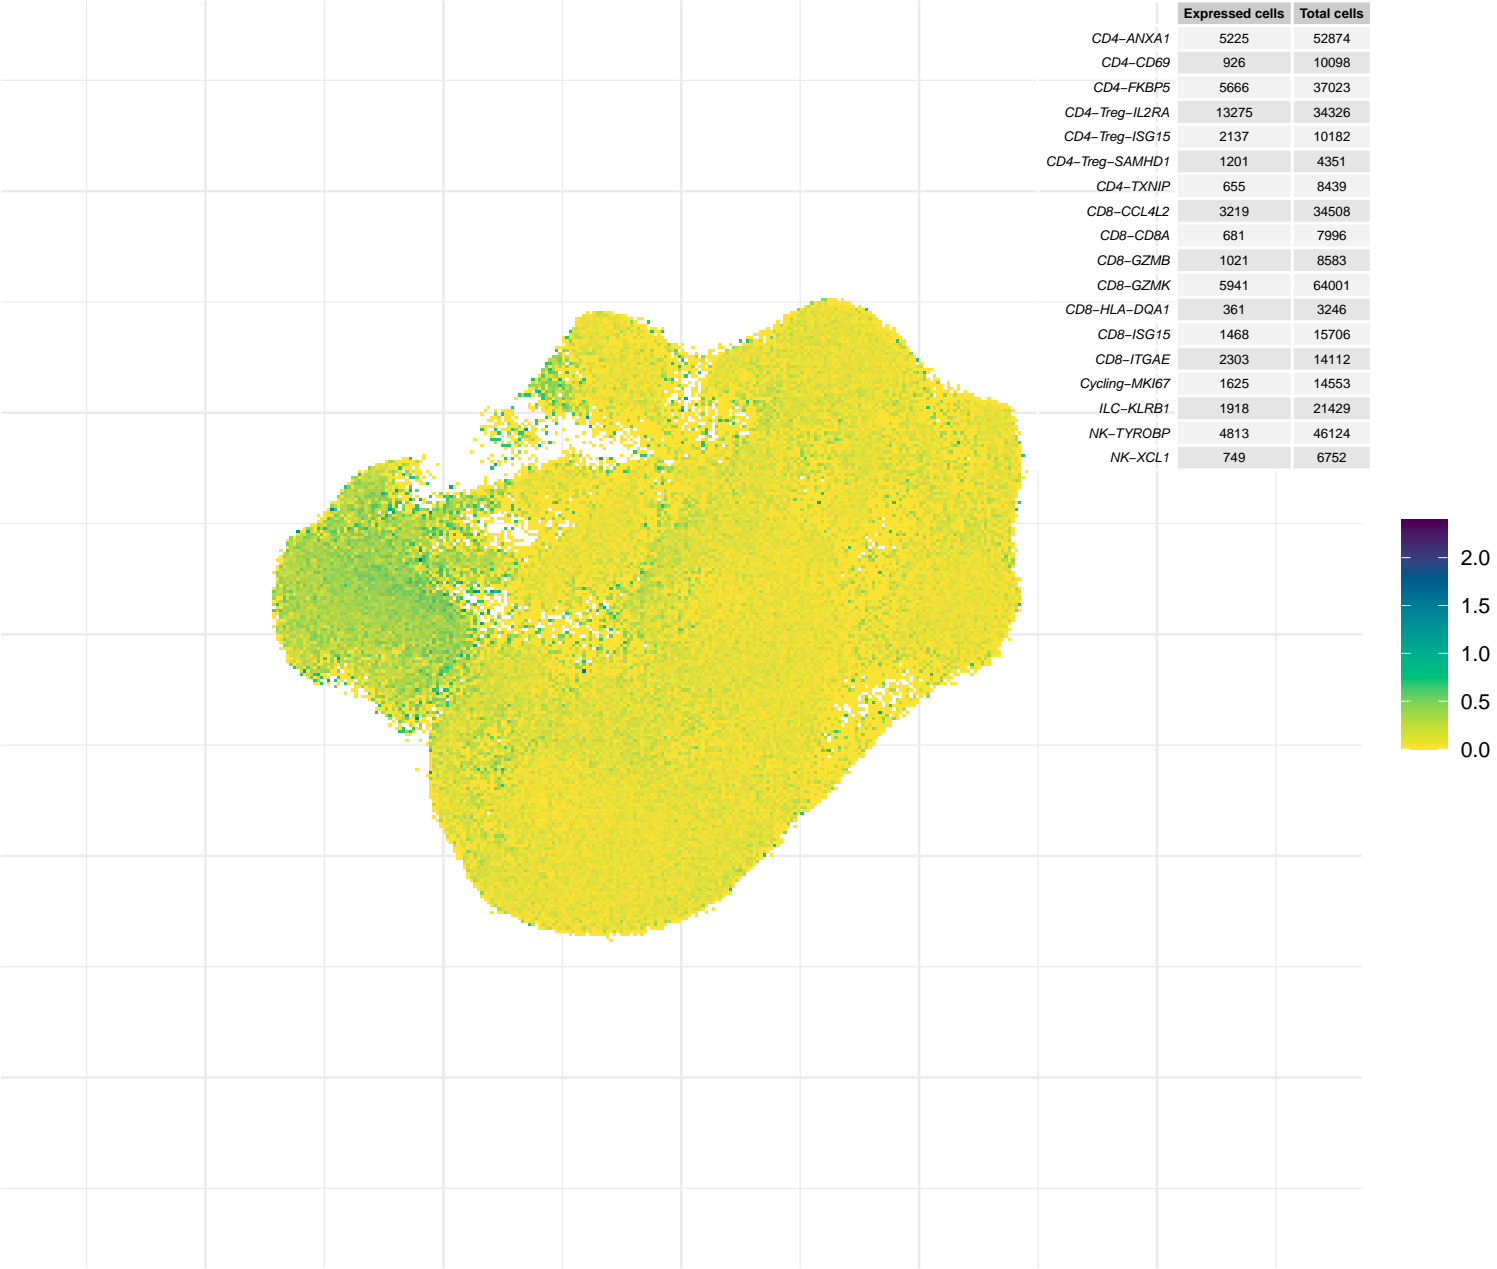 Expressed cells Total cells
CD4−ANXA1 5225 52874
CD4−CD69 926 10098
CD4−FKBP5 5666 37023
CD4−Treg−IL2RA 13275 34326
CD4−Treg−ISG15 2137 10182
CD4−Treg−SAMHD1 1201 4351
CD4−TXNIP 655 8439
CD8−CCL4L2 3219 34508
CD8−CD8A 681 7996
CD8−GZMB 1021 8583
CD8−GZMK 5941 64001
CD8−HLA−DQA1 361 3246
CD8−ISG15 1468 15706
CD8−ITGAE 2303 14112
Cycling−MKI67 1625 14553
ILC−KLRB1 1918 21429
NK−TYROBP 4813 46124
NK−XCL1 749 6752
2.0
1.5
1.0
0.5
0.0